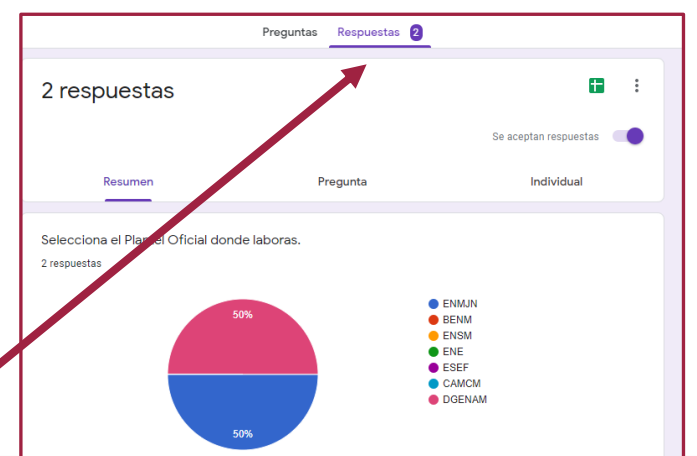 Preguntas Respuestas 2
2 respuestas
Se aceptan respuestas
Resumen Pregunta Individual
Selecciona el Plantel Oficial donde laboras.
2 respuestas
50%
50%
ENMJN
BENM
ENSM
ENE
ESEF
CAMCM
DGENAM